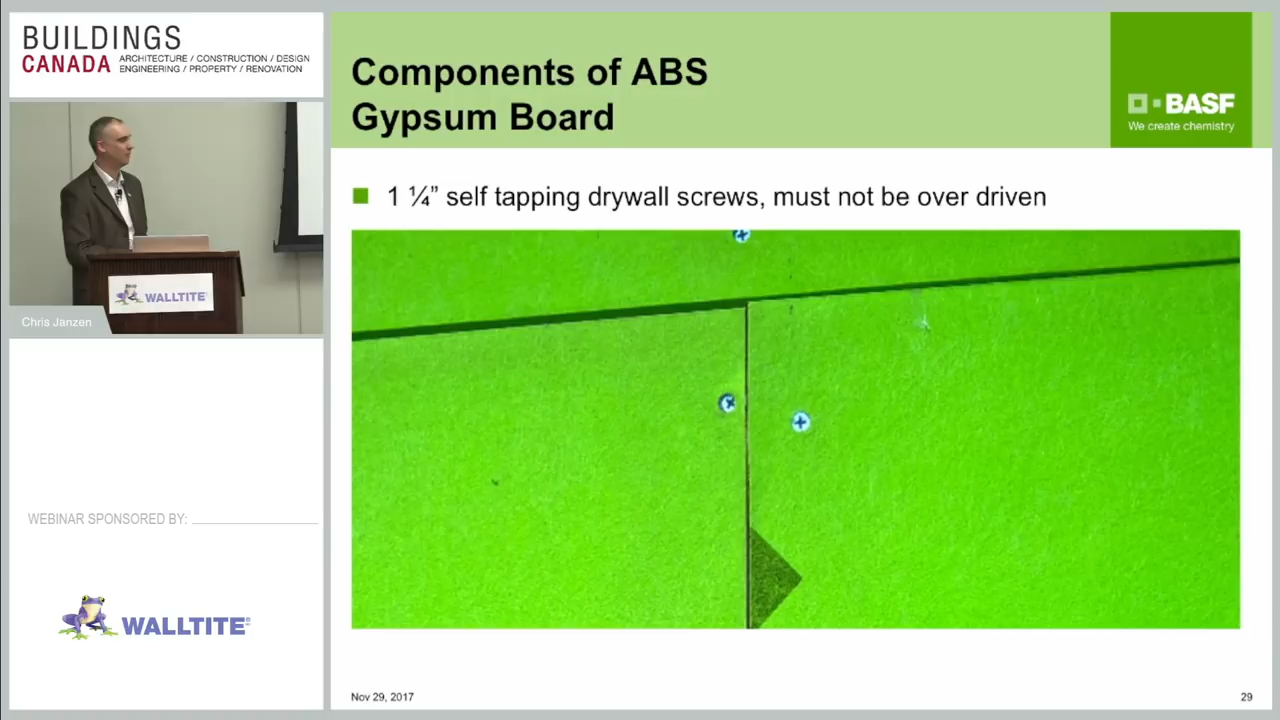 BUILDINGS
CANADA
ARCHITECTURE / CONSTRUCTION / DESIGN
ENGINEERING / PROPERTY / RENOVATION
WALLTITE
Chris Janzen
WEBINAR SPONSORED BY:
WALLTITE®
Components of ABS
Gypsum Board
BASF
We create chemistry
1 ¼” self tapping drywall screws, must not be over driven
Nov 29, 2017
29